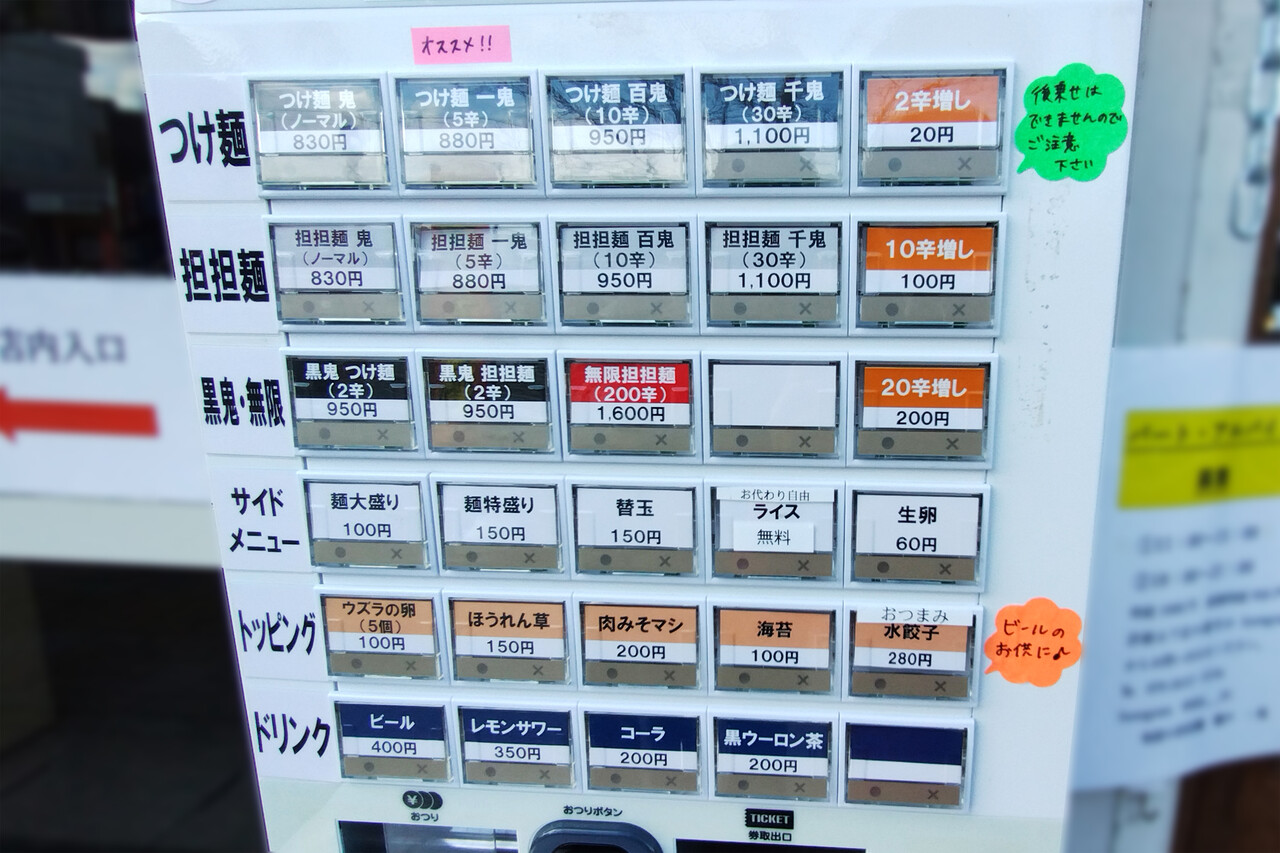 オススメ!!
つけ麺
つけ麺 鬼
(ノーマル)
830円
つけ麺 一鬼
(5辛)
880円
つけ麺 百鬼
(10辛)
950円
つけ麺 千鬼
(30辛)
1,100円
2辛増し
20円
後乗せは
できませんので
ご注意
下さい
担担麺
担担麺 鬼
(ノーマル)
830円
担担麺 一鬼
(5辛)
880円
担担麺 百鬼
(10辛)
950円
担担麺 千鬼
(30辛)
1,100円
10辛増し
100円
店内入口
黒鬼・無限
黒鬼 つけ麺
(2辛)
950円
黒鬼 担担麺
(2辛)
950円
無限担担麺
(200辛)
1,600円
20辛増し
200円
サイド
メニュー
麺大盛り
100円
麺特盛り
150円
替玉
150円
お代わり自由
ライス
無料
生卵
60円
トッピング
ウズラの卵
(5個)
100円
ほうれん草
150円
肉みそマシ
200円
海苔
100円
おつまみ
水餃子
280円
ビールの
お供に♪
ドリンク
ビール
400円
レモンサワー
350円
コーラ
200円
黒ウーロン茶
200円
おつり
おつりボタン
TICKET
券取出口
パート・アルバイ